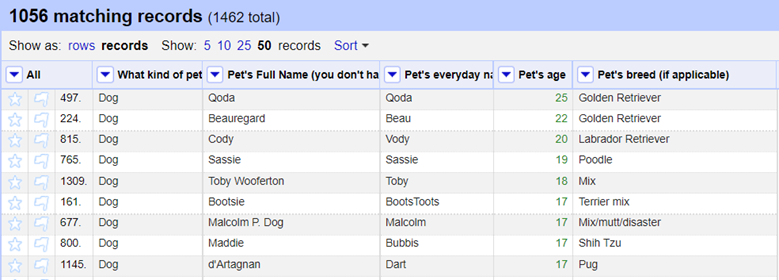 1056 matching records (1462 total)
Show as: rows records Show: 5 10 25 50 records Sort
All What kind of pet Pet's Full Name (you don't ha Pet's everyday na Pet's age Pet's breed (if applicable)
497. Dog Qoda Qoda 25 Golden Retriever
224. Dog Beauregard Beau 22 Golden Retriever
815. Dog Cody Vody 20 Labrador Retriever
765. Dog Sassie Sassie 19 Poodle
1309. Dog Toby Wooferton Toby 18 Mix
161. Dog Bootsie BootsToots 17 Terrier mix
677. Dog Malcolm P. Dog Malcolm 17 Mix/mutt/disaster
800. Dog Maddie Bubbis 17 Shih Tzu
1145. Dog d'Artagnan Dart 17 Pug